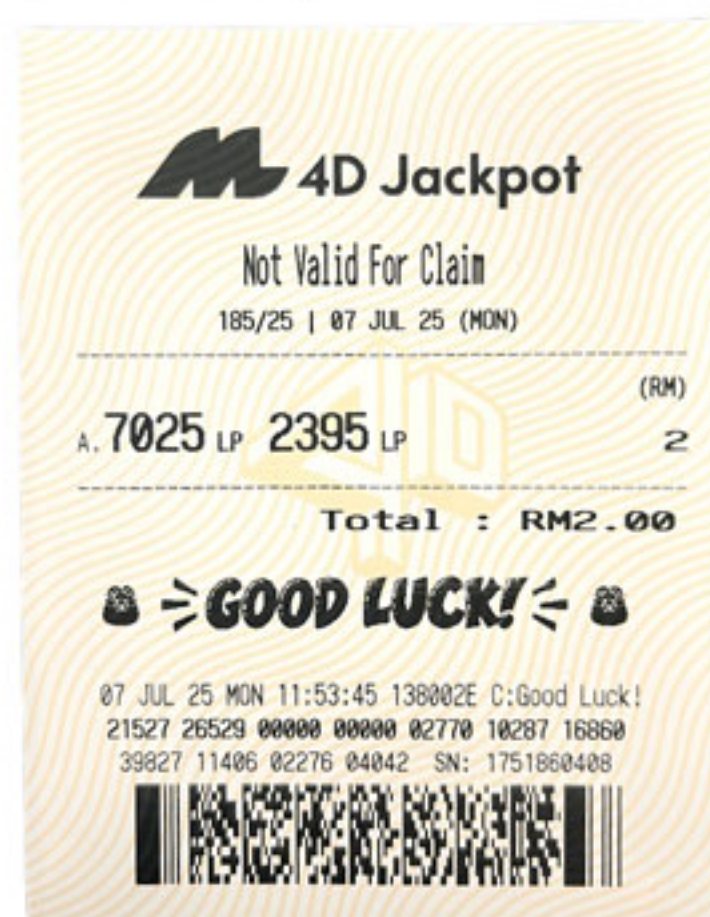 M 4D Jackpot
Not Valid For Claim
185/25 | 07 JUL 25 (MON)
(RM)
A. 7025 LP 2395 LP 2
Total : RM2.00
GOOD LUCK!
07 JUL 25 MON 11:53:45 138002E C:Good Luck!
21527 26529 00000 00000 02770 10287 16860
39827 11406 02276 04042 SN: 1751860408
4D